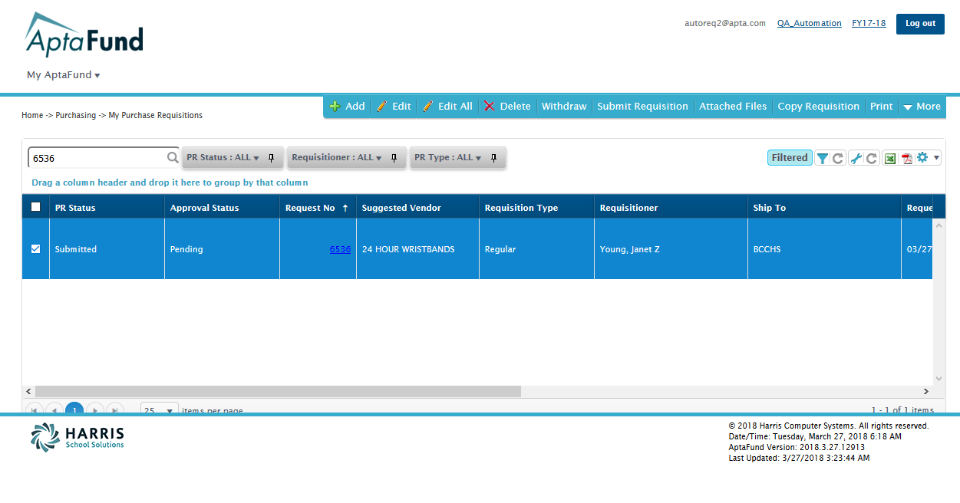 AptaFund
autoreq2@apta.com QA_Automation FY17-18 Log out
My AptaFund
Home -> Purchasing -> My Purchase Requisitions
Add Edit Edit All Delete Withdraw Submit Requisition Attached Files Copy Requisition Print More
6536 PR Status : ALL Requisitioner : ALL PR Type : ALL Filtered
Drag a column header and drop it here to group by that column
PR Status Approval Status Request No ↑ Suggested Vendor Requisition Type Requisitioner Ship To Reque
Submitted Pending 6536 24 HOUR WRISTBANDS Regular Young, Janet Z BCCHS 03/27
1 25 items per page 1 - 1 of 1 items
HARRIS
School Solutions
© 2018 Harris Computer Systems. All rights reserved.
Date/Time: Tuesday, March 27, 2018 6:18 AM
AptaFund Version: 2018.3.27.12913
Last Updated: 3/27/2018 3:23:44 AM